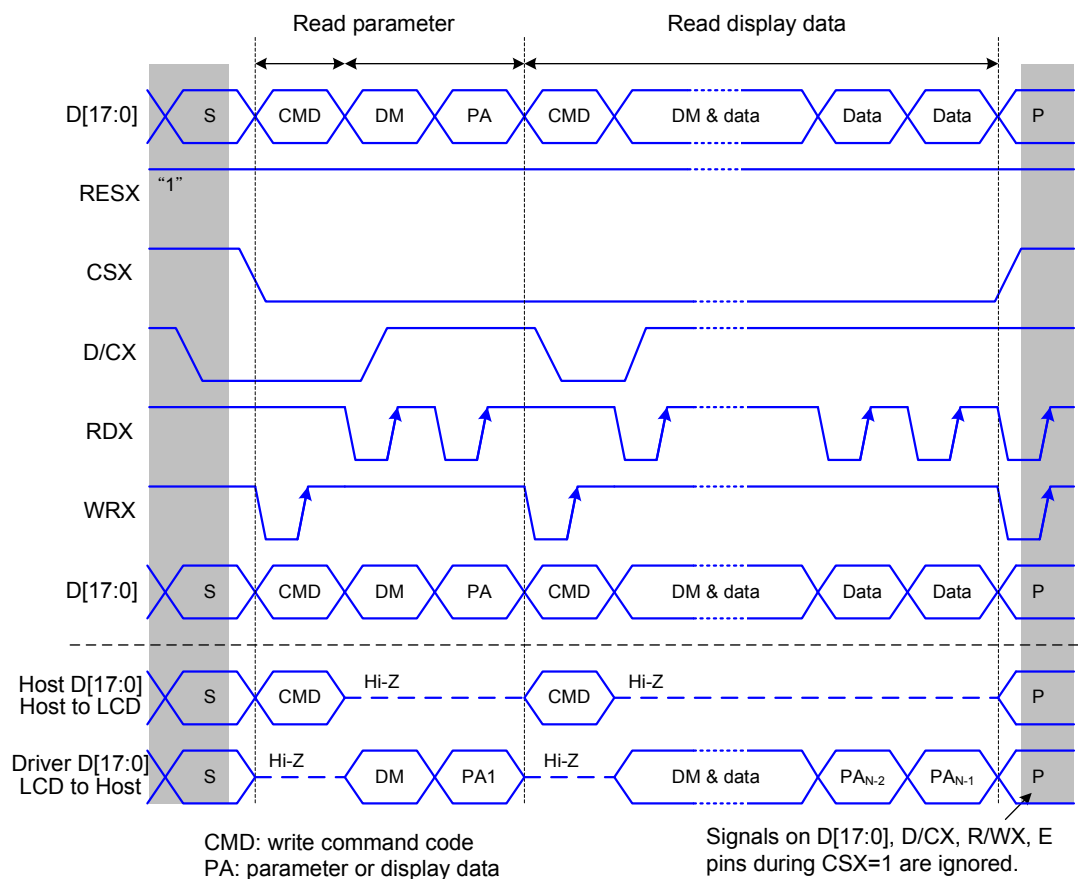 Read parameter Read display data
D[17:0] S CMD DM PA CMD DM & data Data Data P
RESX “1”
CSX
D/CX
RDX
WRX
D[17:0] S CMD DM PA CMD DM & data Data Data P
Host D[17:0] S CMD Hi-Z CMD Hi-Z P
Host to LCD
Driver D[17:0] S Hi-Z DM PA1 Hi-Z DM & data PAN-2 PAN-1 P
LCD to Host
CMD: write command code
PA: parameter or display data
Signals on D[17:0], D/CX, R/WX, E
pins during CSX=1 are ignored.